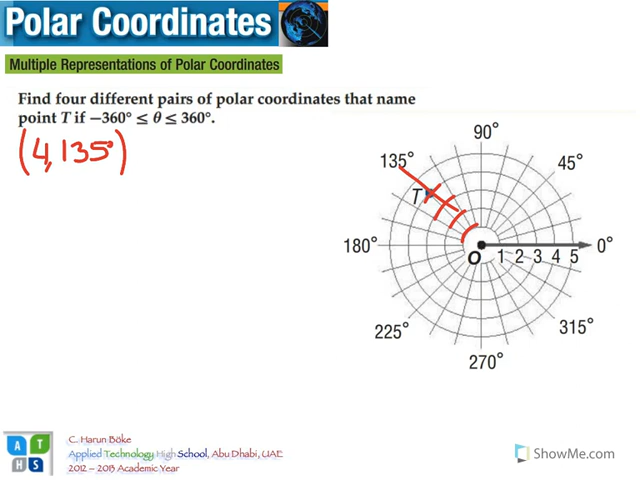 Polar Coordinates
Multiple Representations of Polar Coordinates
Find four different pairs of polar coordinates that name
point T if −360° ≤ θ ≤ 360°.
(4,135°)
90°
135°
45°
T
180°
O
1 2 3 4 5
0°
225°
315°
270°
A T
H S
C. Harun Böke
Applied Technology High School, Abu Dhabi, UAE
2012 – 2013 Academic Year
ShowMe.com